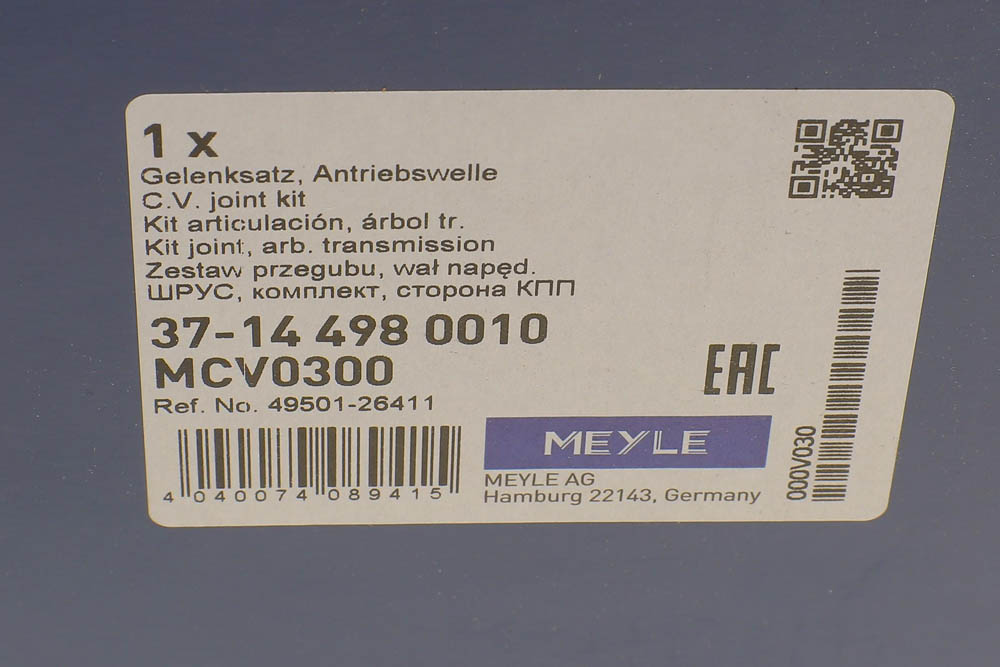 1 x
Gelenksatz, Antriebswelle
C.V. joint kit
Kit articulación, árbol tr.
Kit joint, arb. transmission
Zestaw przegubu, wał napęd.
ШРУС, комплект, сторона КПП
37-14 498 0010
MCV0300
Ref. No. 49501-26411
4 040074 089415
EAC
MEYLE
MEYLE AG
Hamburg 22143, Germany
000V030